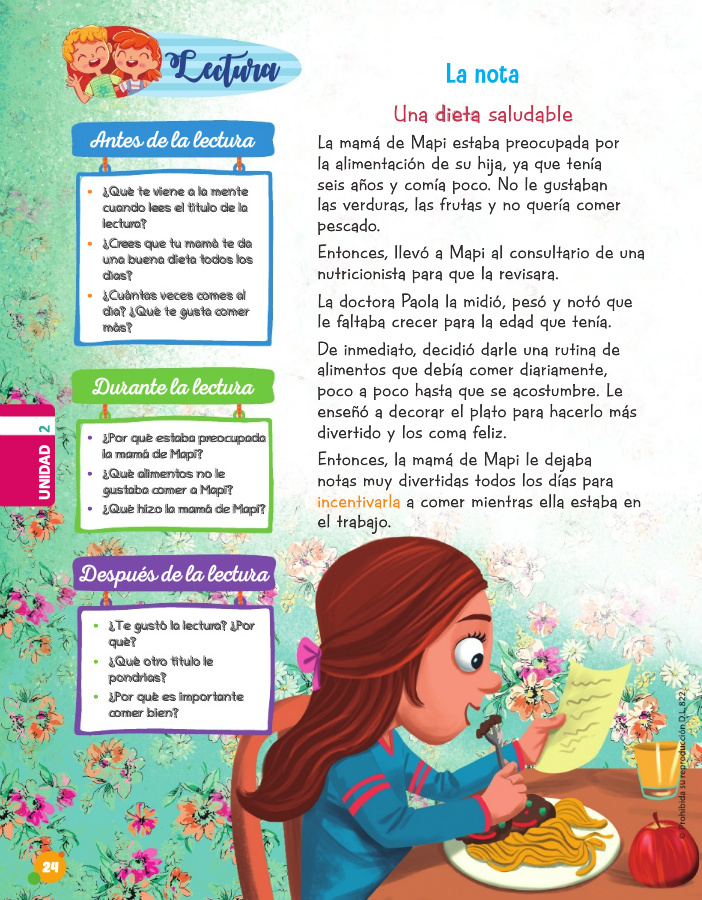 Lectura
Antes de la lectura
• ¿Qué te viene a la mente
cuando lees el título de la
lectura?
• ¿Crees que tu mamá te da
una buena dieta todos los
días?
• ¿Cuántas veces comes al
día? ¿Qué te gusta comer
más?
Durante la lectura
• ¿Por qué estaba preocupada
la mamá de Mapi?
• ¿Qué alimentos no le
gustaba comer a Mapi?
• ¿Qué hizo la mamá de Mapi?
Después de la lectura
• ¿Te gustó la lectura? ¿Por
qué?
• ¿Qué otro título le
pondrías?
• ¿Por qué es importante
comer bien?
La nota
Una dieta saludable
La mamá de Mapi estaba preocupada por
la alimentación de su hija, ya que tenía
seis años y comía poco. No le gustaban
las verduras, las frutas y no quería comer
pescado.
Entonces, llevó a Mapi al consultario de una
nutricionista para que la revisara.
La doctora Paola la midió, pesó y notó que
le faltaba crecer para la edad que tenía.
De inmediato, decidió darle una rutina de
alimentos que debía comer diariamente,
poco a poco hasta que se acostumbre. Le
enseñó a decorar el plato para hacerlo más
divertido y los coma feliz.
Entonces, la mamá de Mapi le dejaba
notas muy divertidas todos los días para
incentivarla a comer mientras ella estaba en
el trabajo.
UNIDAD 2
24
© Prohibida su reproducción D.L. 822